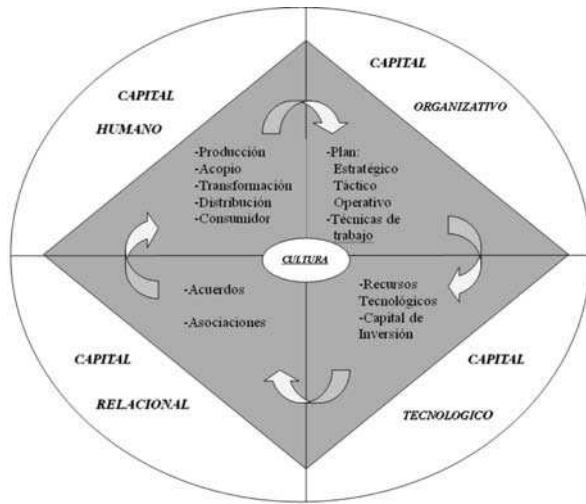 CAPITAL
HUMANO
CAPITAL
ORGANIZATIVO
-Producción
-Acopio
-Transformación
-Distribución
-Consumidor
-Plan:
Estratégico
Táctico
Operativo
-Técnicas de
trabajo
CULTURA
-Acuerdos
-Asociaciones
-Recursos
Tecnológicos
-Capital de
Inversión
CAPITAL
RELACIONAL
CAPITAL
TECNOLOGICO